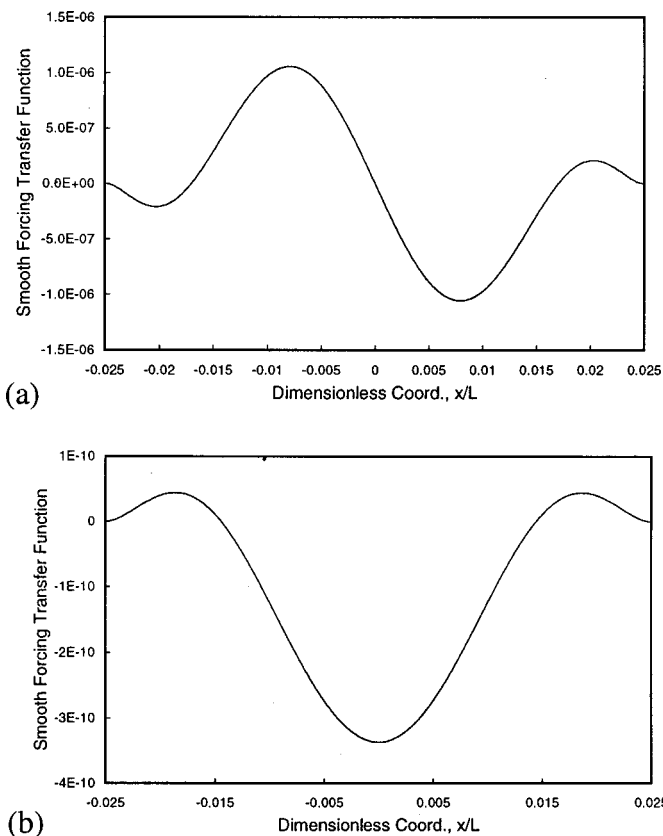 1.5E-06
1.0E-06
5.0E-07
0.0E+00
-5.0E-07
-1.0E-06
-1.5E-06
Smooth Forcing Transfer Function
-0.025 -0.02 -0.015 -0.01 -0.005 0 0.005 0.01 0.015 0.02 0.025
Dimensionless Coord., x/L
(a)
1E-10
0
-1E-10
-2E-10
-3E-10
-4E-10
Smooth Forcing Transfer Function
-0.025 -0.015 -0.005 0.005 0.015 0.025
Dimensionless Coord., x/L
(b)